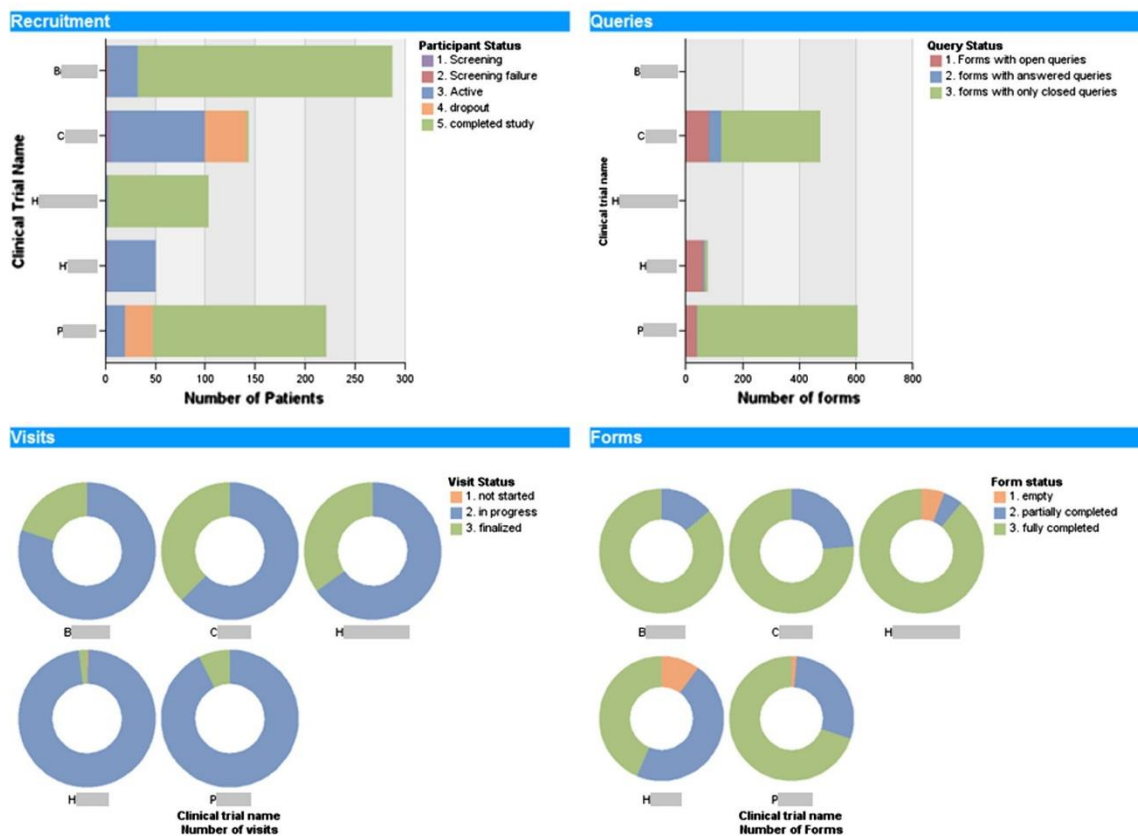 Recruitment
Clinical Trial Name
B
C
H
H
P
0 50 100 150 200 250 300
Number of Patients
Participant Status
1. Screening
2. Screening failure
3. Active
4. dropout
5. completed study
Queries
Clinical trial name
B
C
H
H
P
0 200 400 600 800
Number of forms
Query Status
1. Forms with open queries
2. forms with answered queries
3. forms with only closed queries
Visits
Visit Status
1. not started
2. in progress
3. finalized
B C H
H P
Clinical trial name
Number of visits
Forms
Form status
1. empty
2. partially completed
3. fully completed
B C H
H P
Clinical trial name
Number of Forms